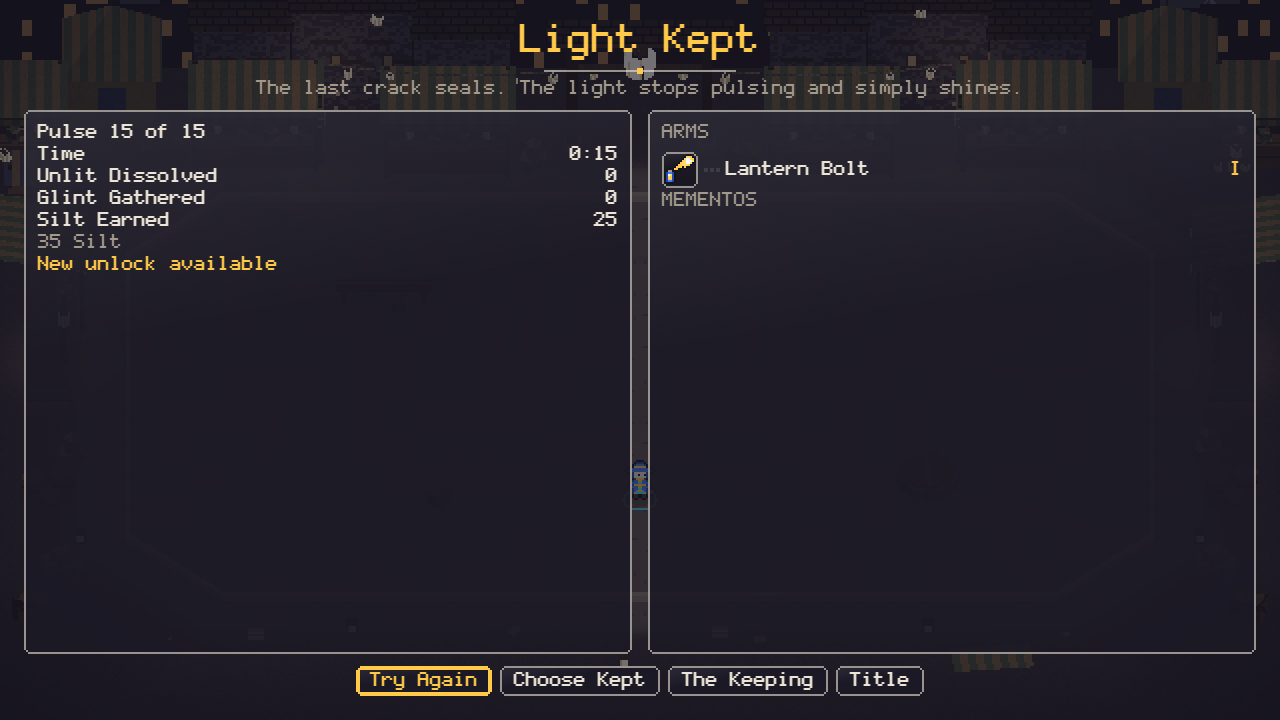 Light Kept
The last crack seals. The light stops pulsing and simply shines.
Pulse 15 of 15
Time 0:15
Unlit Dissolved 0
Glint Gathered 0
Silt Earned 25
35 Silt
New unlock available
ARMS
Lantern Bolt I
MEMENTOS
Try Again Choose Kept The Keeping Title